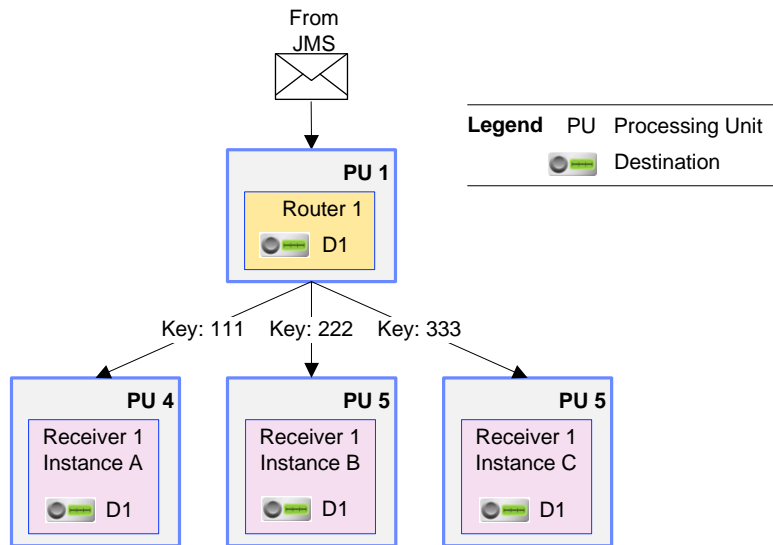 From
JMS
Legend PU Processing Unit
Destination
PU 1
Router 1
D1
Key: 111 Key: 222 Key: 333
PU 4
Receiver 1
Instance A
D1
PU 5
Receiver 1
Instance B
D1
PU 5
Receiver 1
Instance C
D1